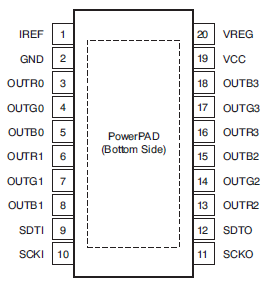 IREF 1 20 VREG
GND 2 19 VCC
OUTR0 3 18 OUTB3
OUTG0 4 17 OUTG3
OUTB0 5 16 OUTR3
PowerPAD
(Bottom Side)
OUTR1 6 15 OUTB2
OUTG1 7 14 OUTG2
OUTB1 8 13 OUTR2
SDTI 9 12 SDTO
SCKI 10 11 SCKO